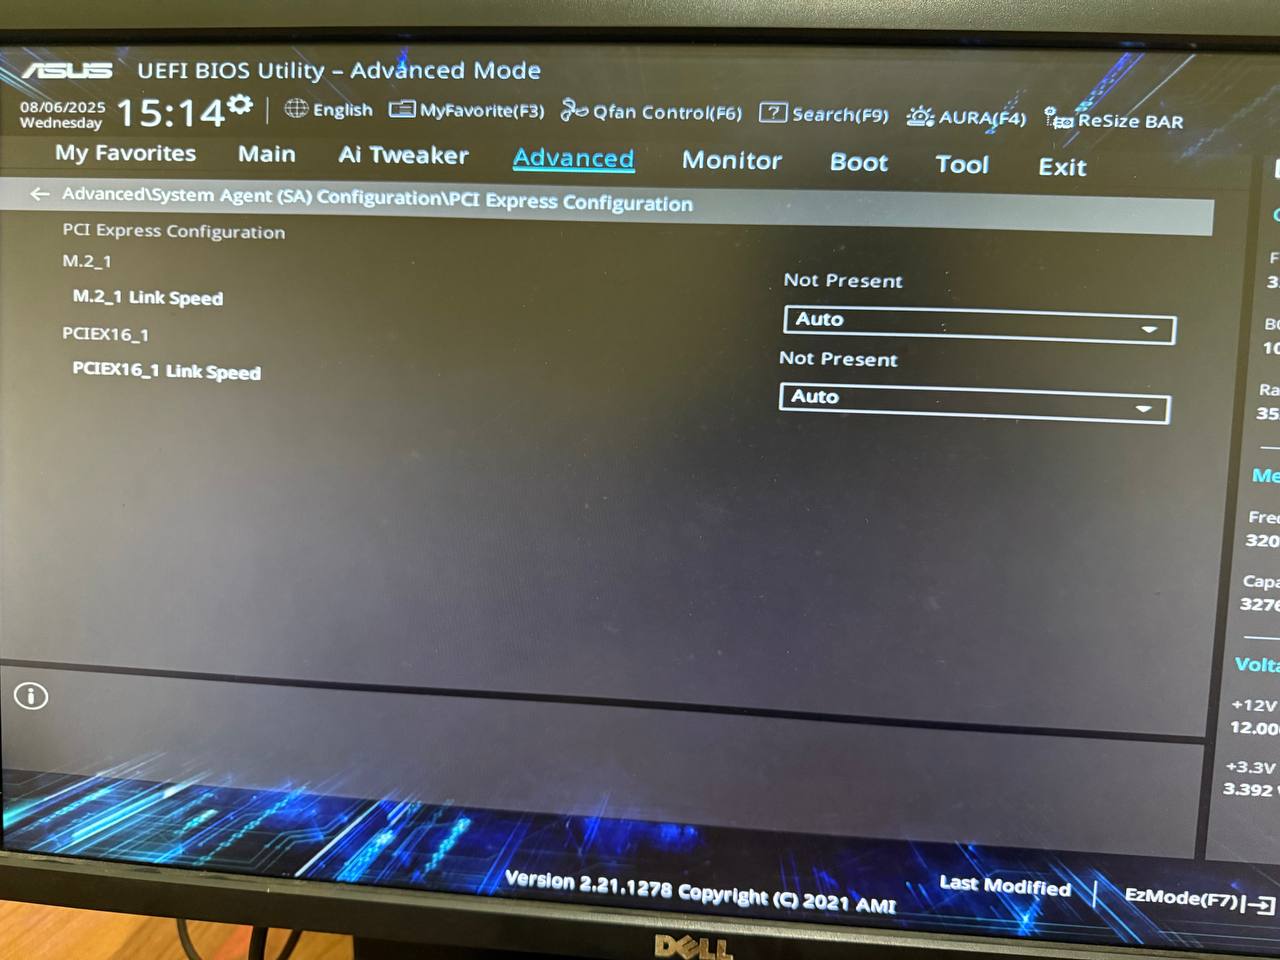 ASUS UEFI BIOS Utility – Advanced Mode
08/06/2025 Wednesday 15:14 English MyFavorite(F3) Qfan Control(F6) Search(F9) AURA(F4) ReSize BAR
My Favorites Main Ai Tweaker Advanced Monitor Boot Tool Exit
← Advanced\System Agent (SA) Configuration\PCI Express Configuration
PCI Express Configuration
M.2_1 Not Present
M.2_1 Link Speed Auto
PCIEX16_1 Not Present
PCIEX16_1 Link Speed Auto
Version 2.21.1278 Copyright (C) 2021 AMI
Last Modified | EzMode(F7)
+12V
+3.3V
3.392
DELL